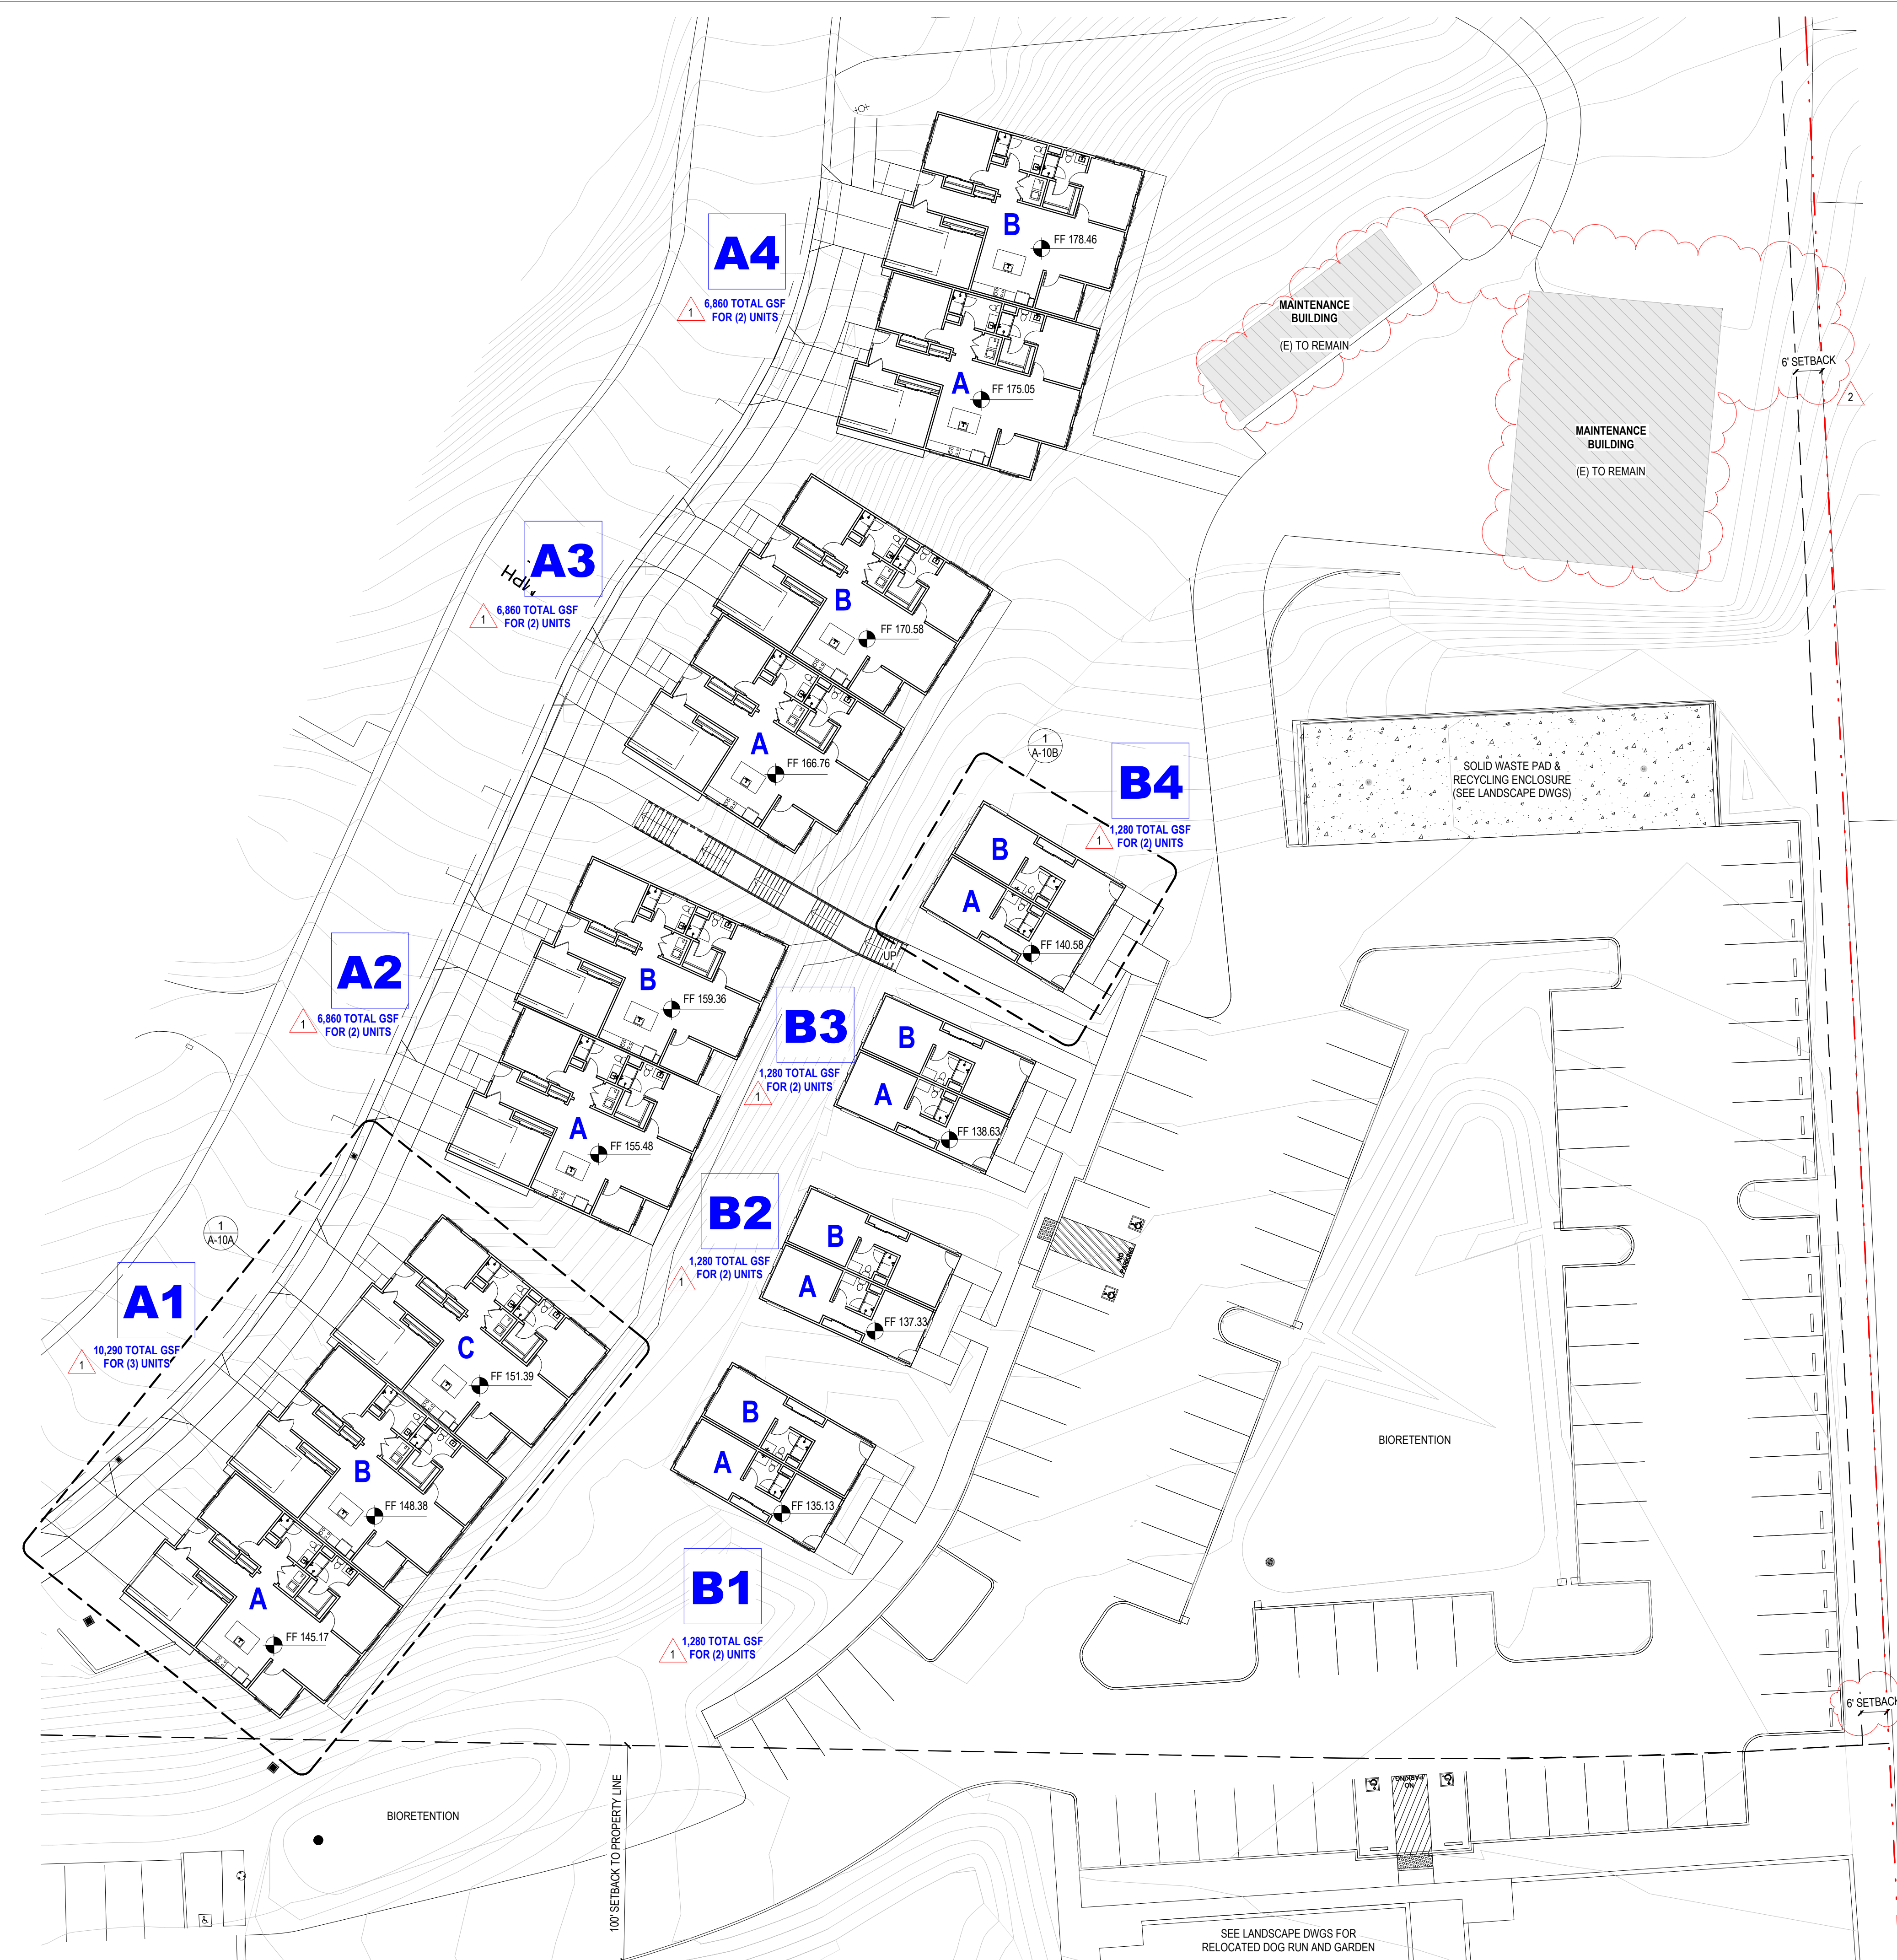 B
FF 178.46
A4
1
6,860 TOTAL GSF
FOR (2) UNITS
MAINTENANCE
BUILDING
(E) TO REMAIN
A
FF 175.05
6' SETBACK
2
MAINTENANCE
BUILDING
(E) TO REMAIN
A3
MPH
1
6,860 TOTAL GSF
FOR (2) UNITS
B
FF 170.58
A
FF 166.76
1
A-10B
B4
1
1,280 TOTAL GSF
FOR (2) UNITS
SOLID WASTE PAD &
RECYCLING ENCLOSURE
(SEE LANDSCAPE DWGS)
B
A
FF 140.58
UP
A2
1
6,860 TOTAL GSF
FOR (2) UNITS
B
FF 159.36
A
FF 155.48
B3
1
1,280 TOTAL GSF
FOR (2) UNITS
B
A
FF 138.63
B2
1
1,280 TOTAL GSF
FOR (2) UNITS
B
A
FF 137.33
NO
PARKING
1
A-10A
A1
1
10,290 TOTAL GSF
FOR (3) UNITS
C
FF 151.39
B
FF 148.38
A
FF 145.17
B
A
FF 135.13
BIORETENTION
B1
1
1,280 TOTAL GSF
FOR (2) UNITS
6' SETBACK
BIORETENTION
100' SETBACK TO PROPERTY LINE
NO
PARKING
SEE LANDSCAPE DWGS FOR
RELOCATED DOG RUN AND GARDEN